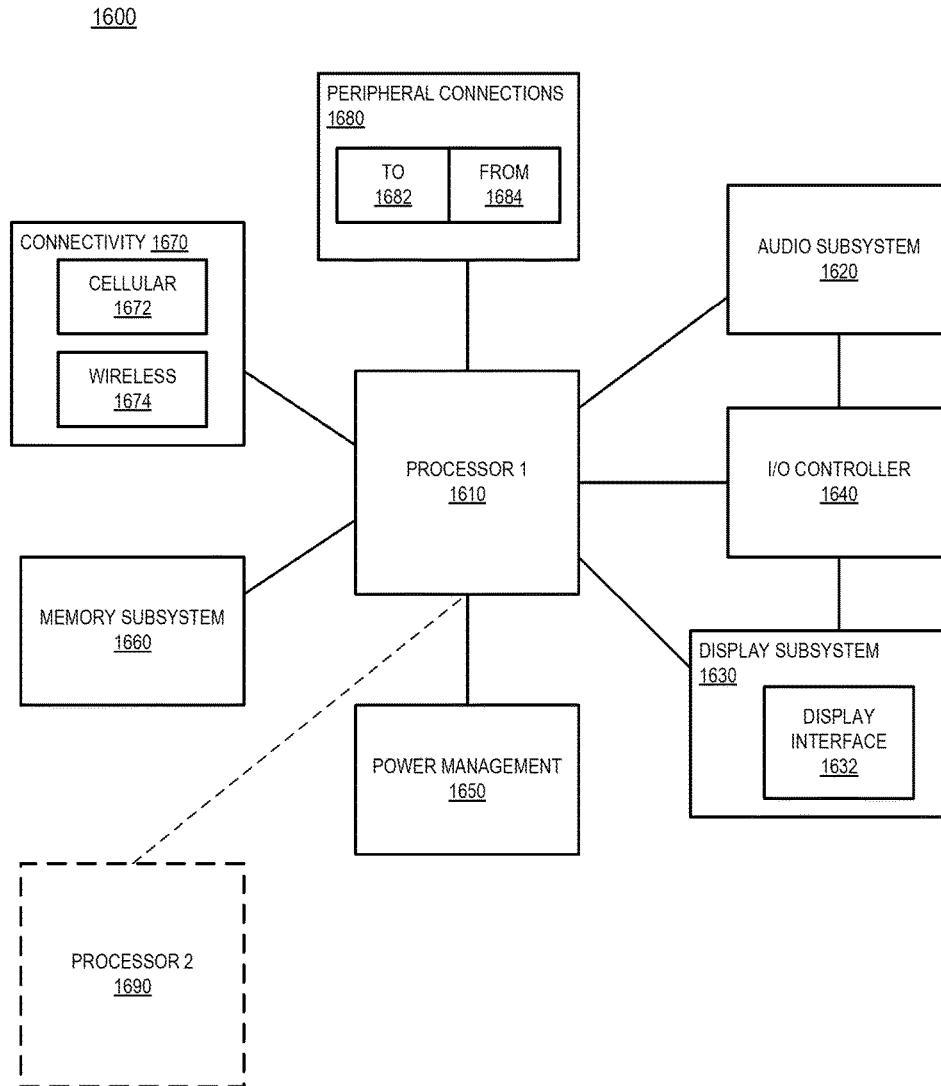 1600
PERIPHERAL CONNECTIONS
1680
TO
1682
FROM
1684
CONNECTIVITY 1670
CELLULAR
1672
WIRELESS
1674
AUDIO SUBSYSTEM
1620
PROCESSOR 1
1610
I/O CONTROLLER
1640
MEMORY SUBSYSTEM
1660
DISPLAY SUBSYSTEM
1630
DISPLAY
INTERFACE
1632
POWER MANAGEMENT
1650
PROCESSOR 2
1690